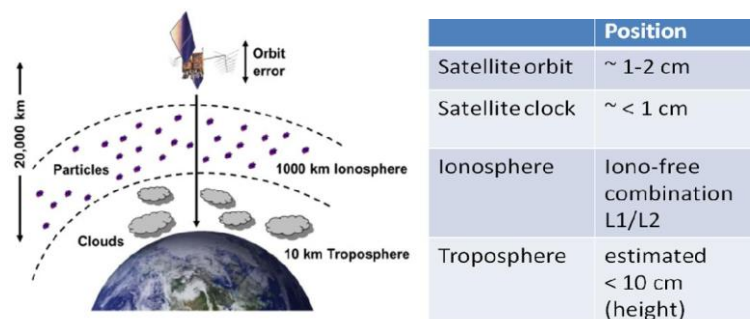 Orbit
error
20,000 km
Particles
1000 km Ionosphere
Clouds
10 km Troposphere
Position
Satellite orbit ~ 1-2 cm
Satellite clock ~ < 1 cm
Ionosphere Iono-free
combination
L1/L2
Troposphere estimated
< 10 cm
(height)